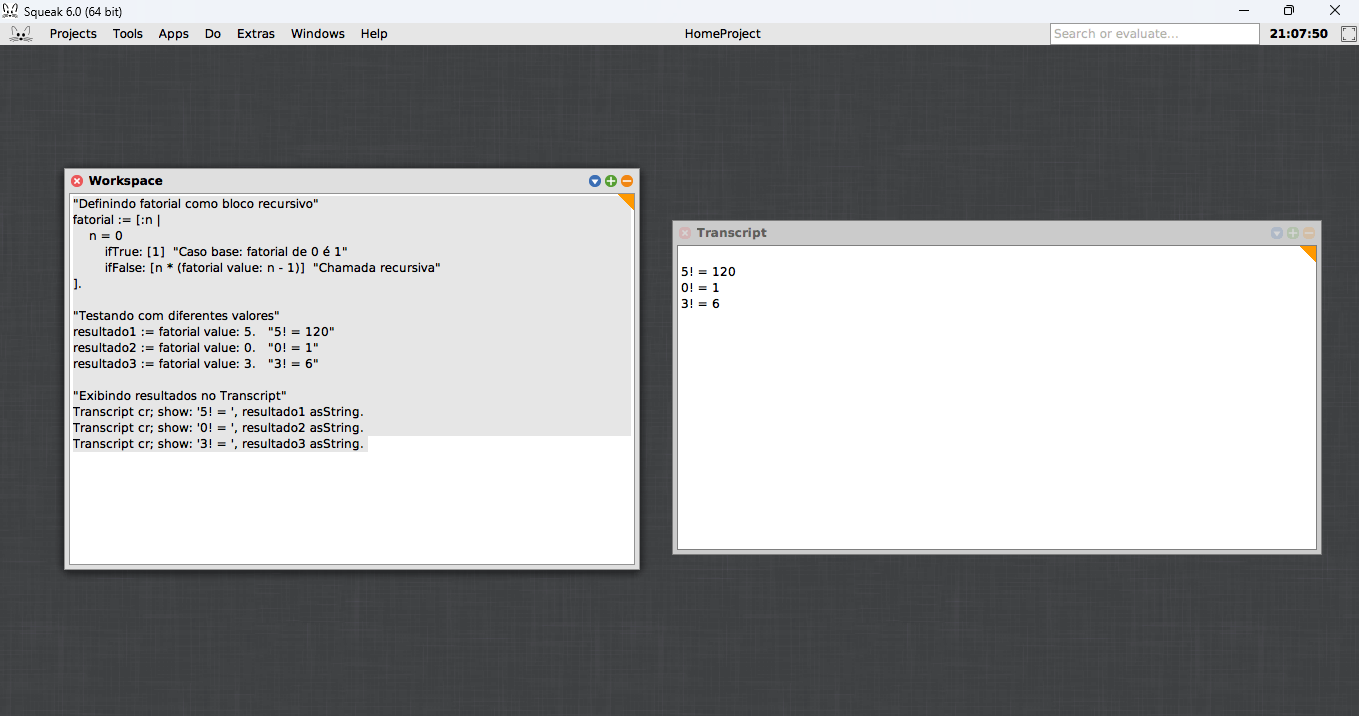 Squeak 6.0 (64 bit)
Projects Tools Apps Do Extras Windows Help HomeProject Search or evaluate... 21:07:50
Workspace
"Definindo fatorial como bloco recursivo"
fatorial := [:n |
n = 0
ifTrue: [1] "Caso base: fatorial de 0 é 1"
ifFalse: [n * (fatorial value: n - 1)] "Chamada recursiva"
].
"Testando com diferentes valores"
resultado1 := fatorial value: 5. "5! = 120"
resultado2 := fatorial value: 0. "0! = 1"
resultado3 := fatorial value: 3. "3! = 6"
"Exibindo resultados no Transcript"
Transcript cr; show: '5! = ', resultado1 asString.
Transcript cr; show: '0! = ', resultado2 asString.
Transcript cr; show: '3! = ', resultado3 asString.
Transcript
5! = 120
0! = 1
3! = 6